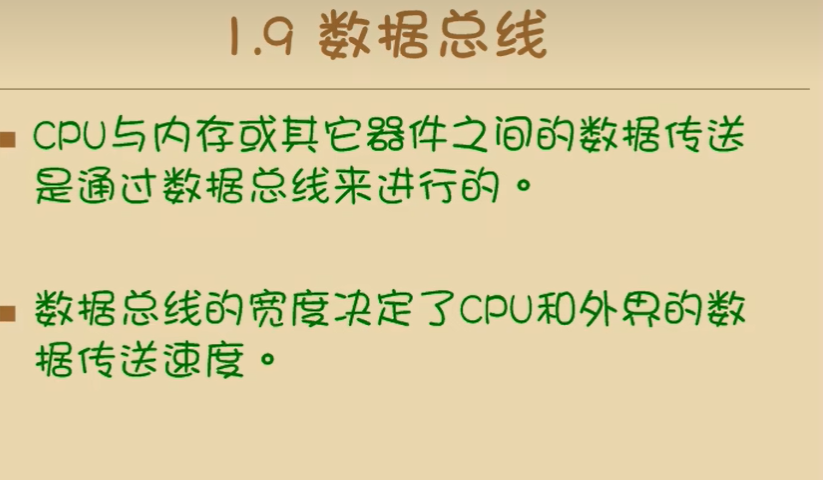 1.9 数据总线
CPU与内存或其它器件之间的数据传送
是通过数据总线来进行的。
数据总线的宽度决定了CPU和外界的数
据传送速度。